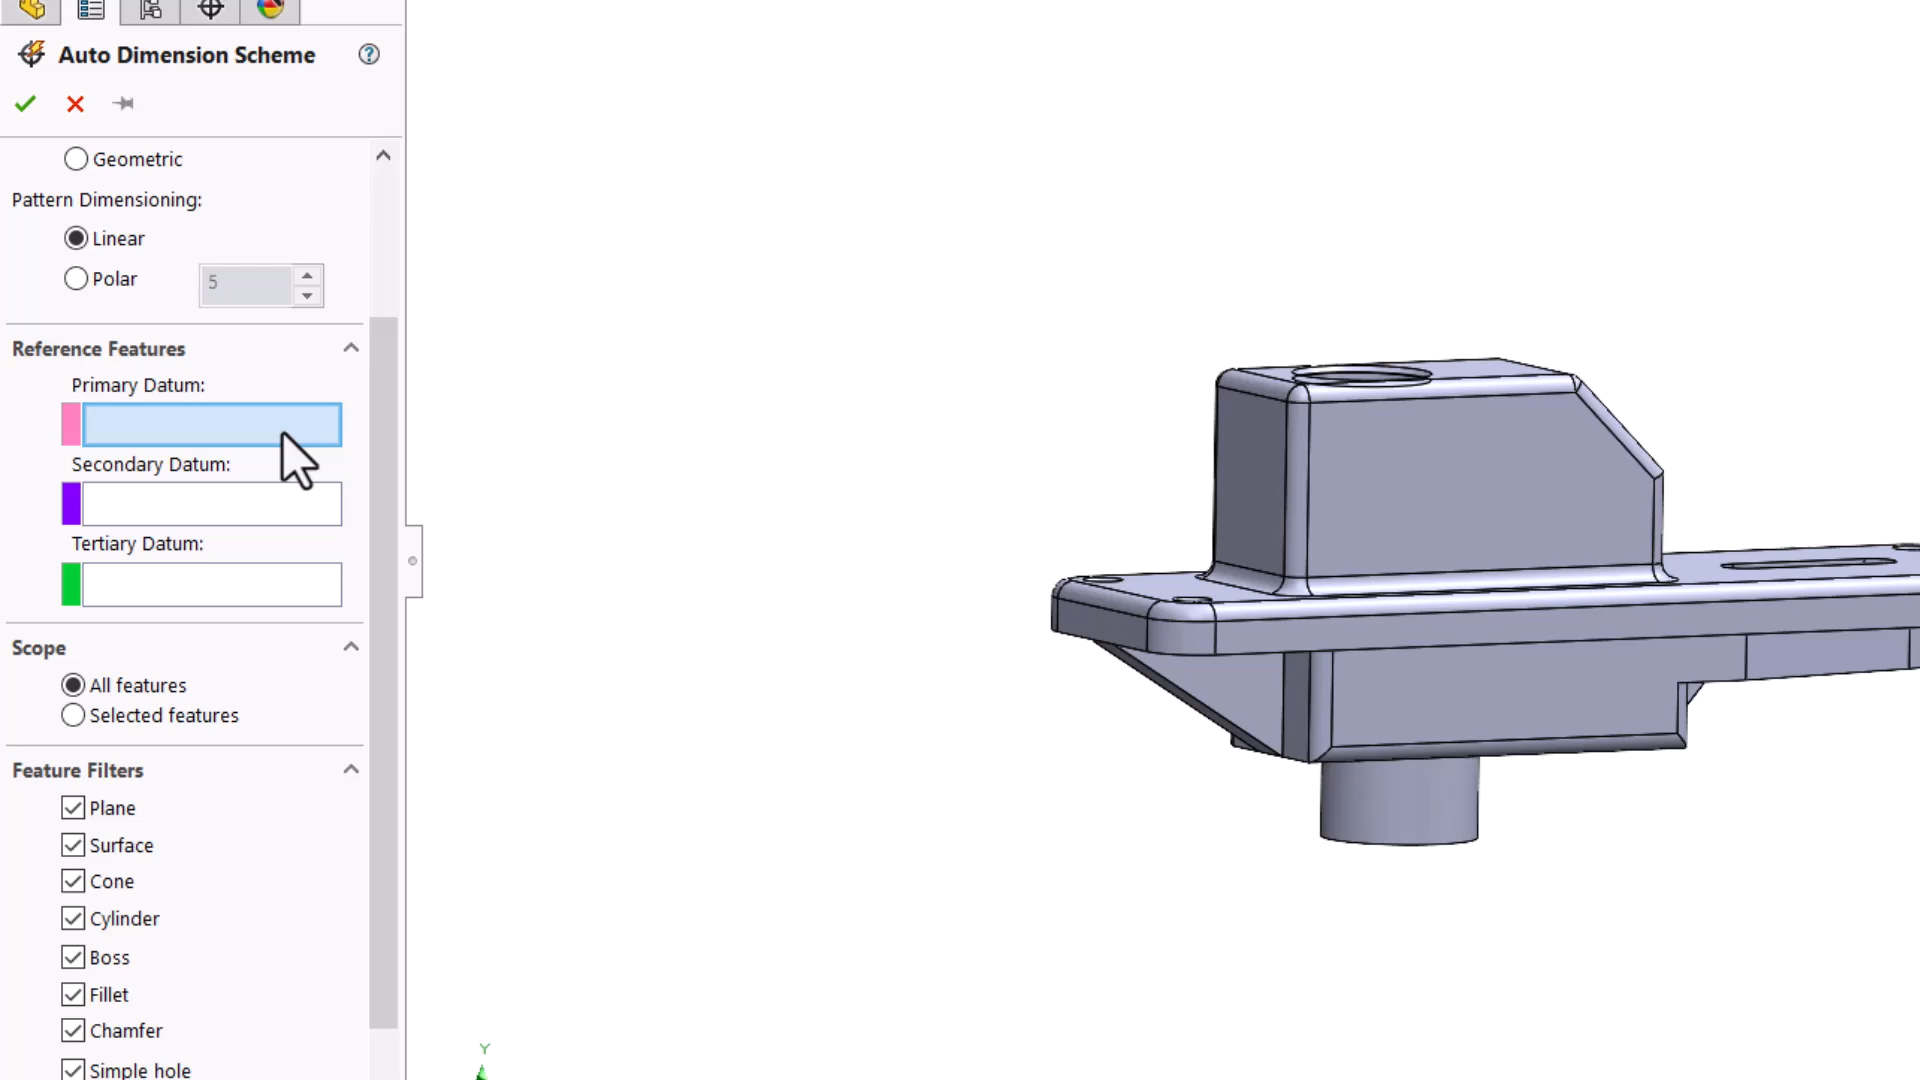 Auto Dimension Scheme
Geometric
Pattern Dimensioning:
Linear
Polar
5
Reference Features
Primary Datum:
Secondary Datum:
Tertiary Datum:
Scope
All features
Selected features
Feature Filters
Plane
Surface
Cone
Cylinder
Boss
Fillet
Chamfer
Simple hole
Y